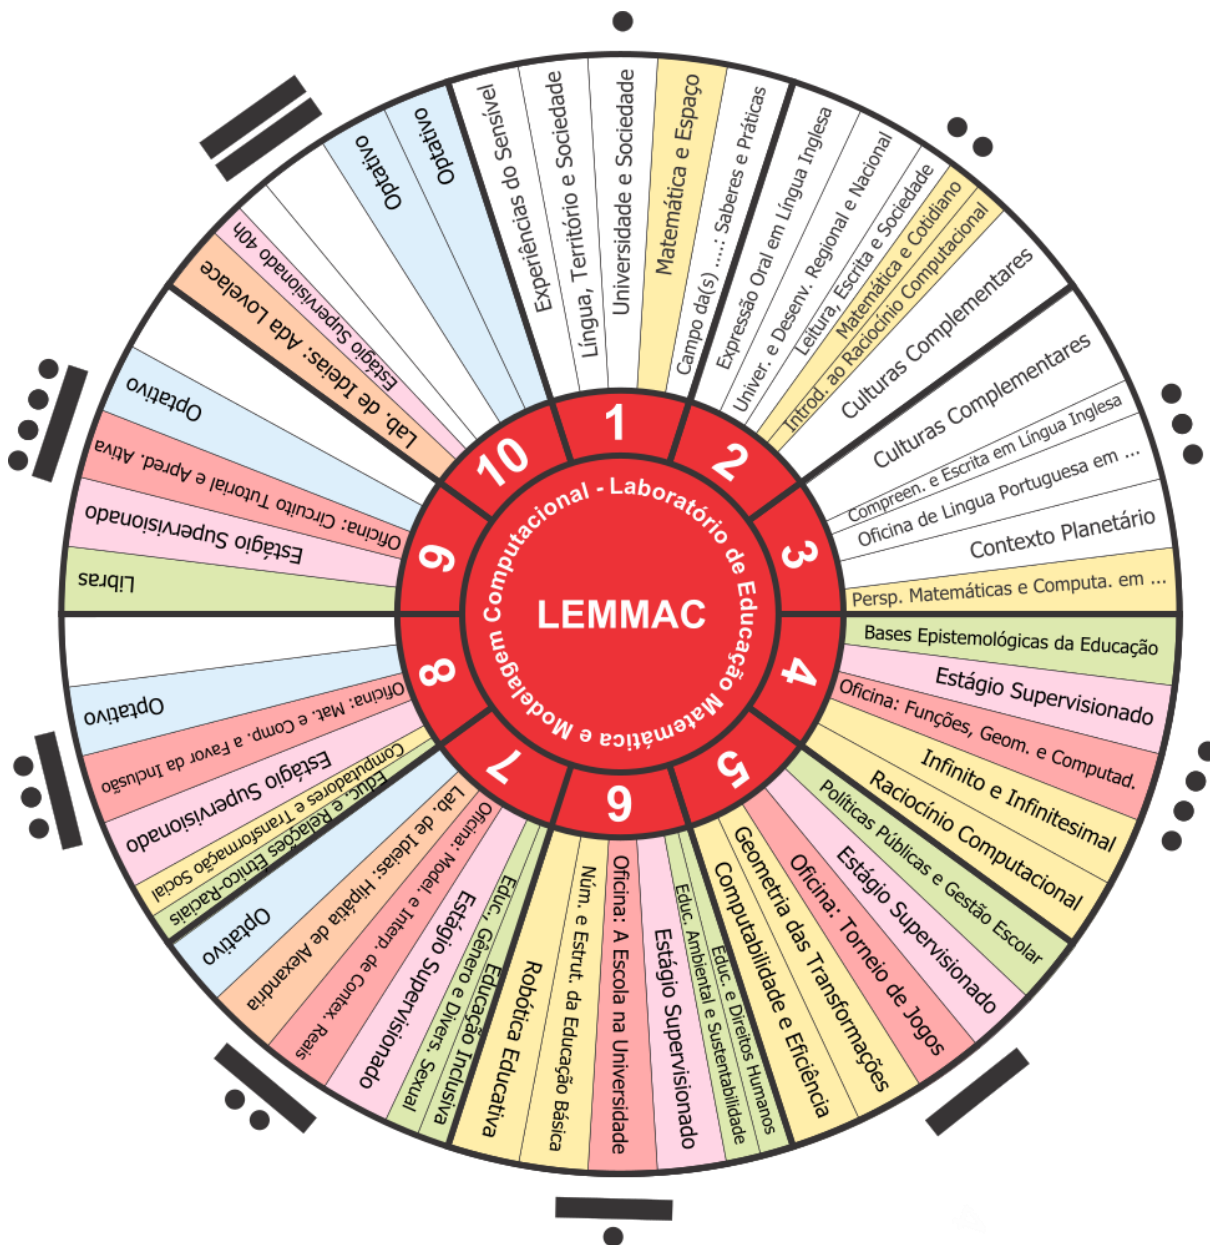 LEMMAC
Laboratório de Educação Matemática e Modelagem Computacional -
1
Experiências do Sensível
Língua, Território e Sociedade
Universidade e Sociedade
Matemática e Espaço
Campo da(s) ....: Saberes e Práticas
2
Expressão Oral em Língua Inglesa
Univer. e Desenv. Regional e Nacional
Leitura, Escrita e Sociedade
Matemática e Cotidiano
Introd. ao Raciocínio Computacional
Culturas Complementares
3
Culturas Complementares
Compreen. e Escrita em Língua Inglesa
Oficina de Lingua Portuguesa em ...
Contexto Planetário
Persp. Matemáticas e Computa. em ...
4
Bases Epistemológicas da Educação
Estágio Supervisionado
Oficina: Funções, Geom. e Computad.
Infinito e Infinitesimal
Raciocínio Computacional
5
Políticas Públicas e Gestão Escolar
Estágio Supervisionado
Oficina: Torneio de Jogos
Geometria das Transformações
Computabilidade e Eficiência
6
Educ. e Direitos Humanos
Educ. Ambiental e Sustentabilidade
Estágio Supervisionado
Oficina: A Escola na Universidade
Núm. e Estrut. da Educação Básica
Robótica Educativa
7
Educação Inclusiva
Educ., Gênero e Divers. Sexual
Estágio Supervisionado
Oficina: Model. e Interp. de Contex. Reais
Lab. de Ideias: Hipátia de Alexandria
Optativo
8
Educ. e Relações Étnico-Raciais
Computadores e Transformação Social
Estágio Supervisionado
Oficina: Mat. e Comp. a Favor da Inclusão
Optativo
9
Libras
Estágio Supervisionado
Oficina: Circuito Tutorial e Apred. Ativa
Optativo
10
Lab. de Ideias: Ada Lovelace
Estágio Supervisionado 40h
Optativo
Optativo